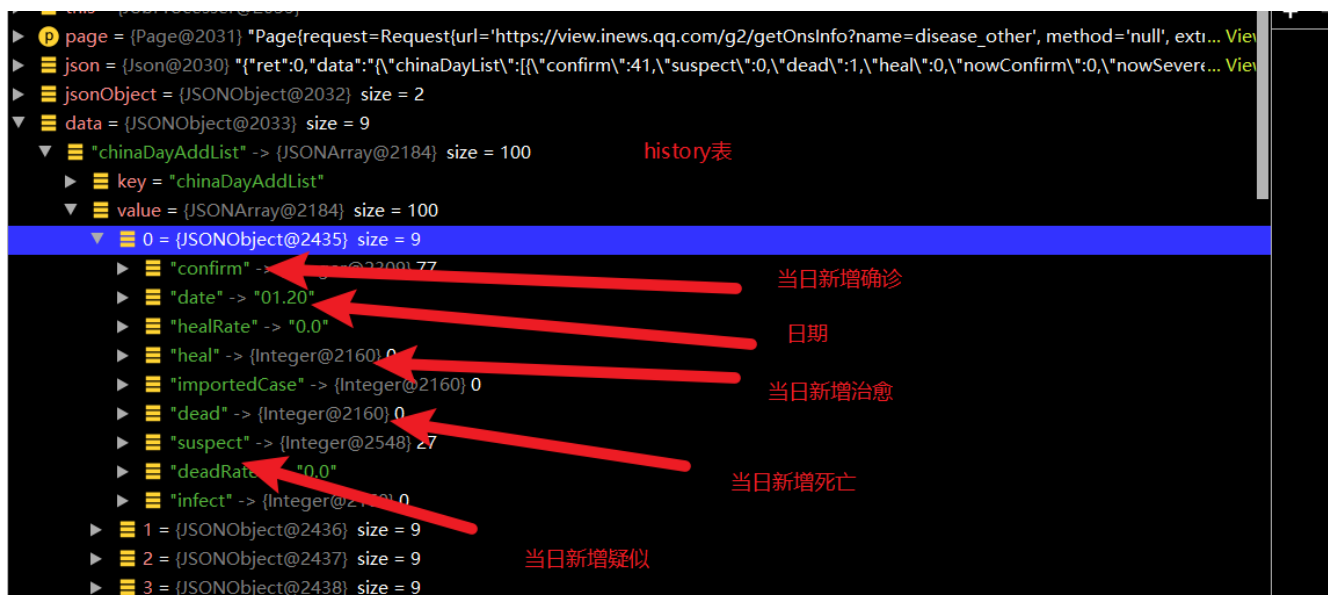 page = {Page@2031} "Page{request=Request{url='https://view.inews.qq.com/g2/getOnsInfo?name=disease_other', method='null', extr... View
json = {Json@2030} "{"ret":0,"data":"{\"chinaDayList\":[{\"confirm\":41,\"suspect\":0,\"dead\":1,\"heal\":0,\"nowConfirm\":0,\"nowSevere... View
jsonObject = {JSONObject@2032} size = 2
data = {JSONObject@2033} size = 9
"chinaDayAddList" -> {JSONArray@2184} size = 100 history表
key = "chinaDayAddList"
value = {JSONArray@2184} size = 100
0 = {JSONObject@2435} size = 9
"confirm" -> 77 当日新增确诊
"date" -> "01.20"
"healRate" -> "0.0" 日期
"heal" -> {Integer@2160} 0
"importedCase" -> {Integer@2160} 0 当日新增治愈
"dead" -> {Integer@2160} 0
"suspect" -> {Integer@2548} 27
"deadRate "0.0" 当日新增死亡
"infect" -> {Integer@ 0
1 = {JSONObject@2436} size = 9
2 = {JSONObject@2437} size = 9 当日新增疑似
3 = {JSONObject@2438} size = 9